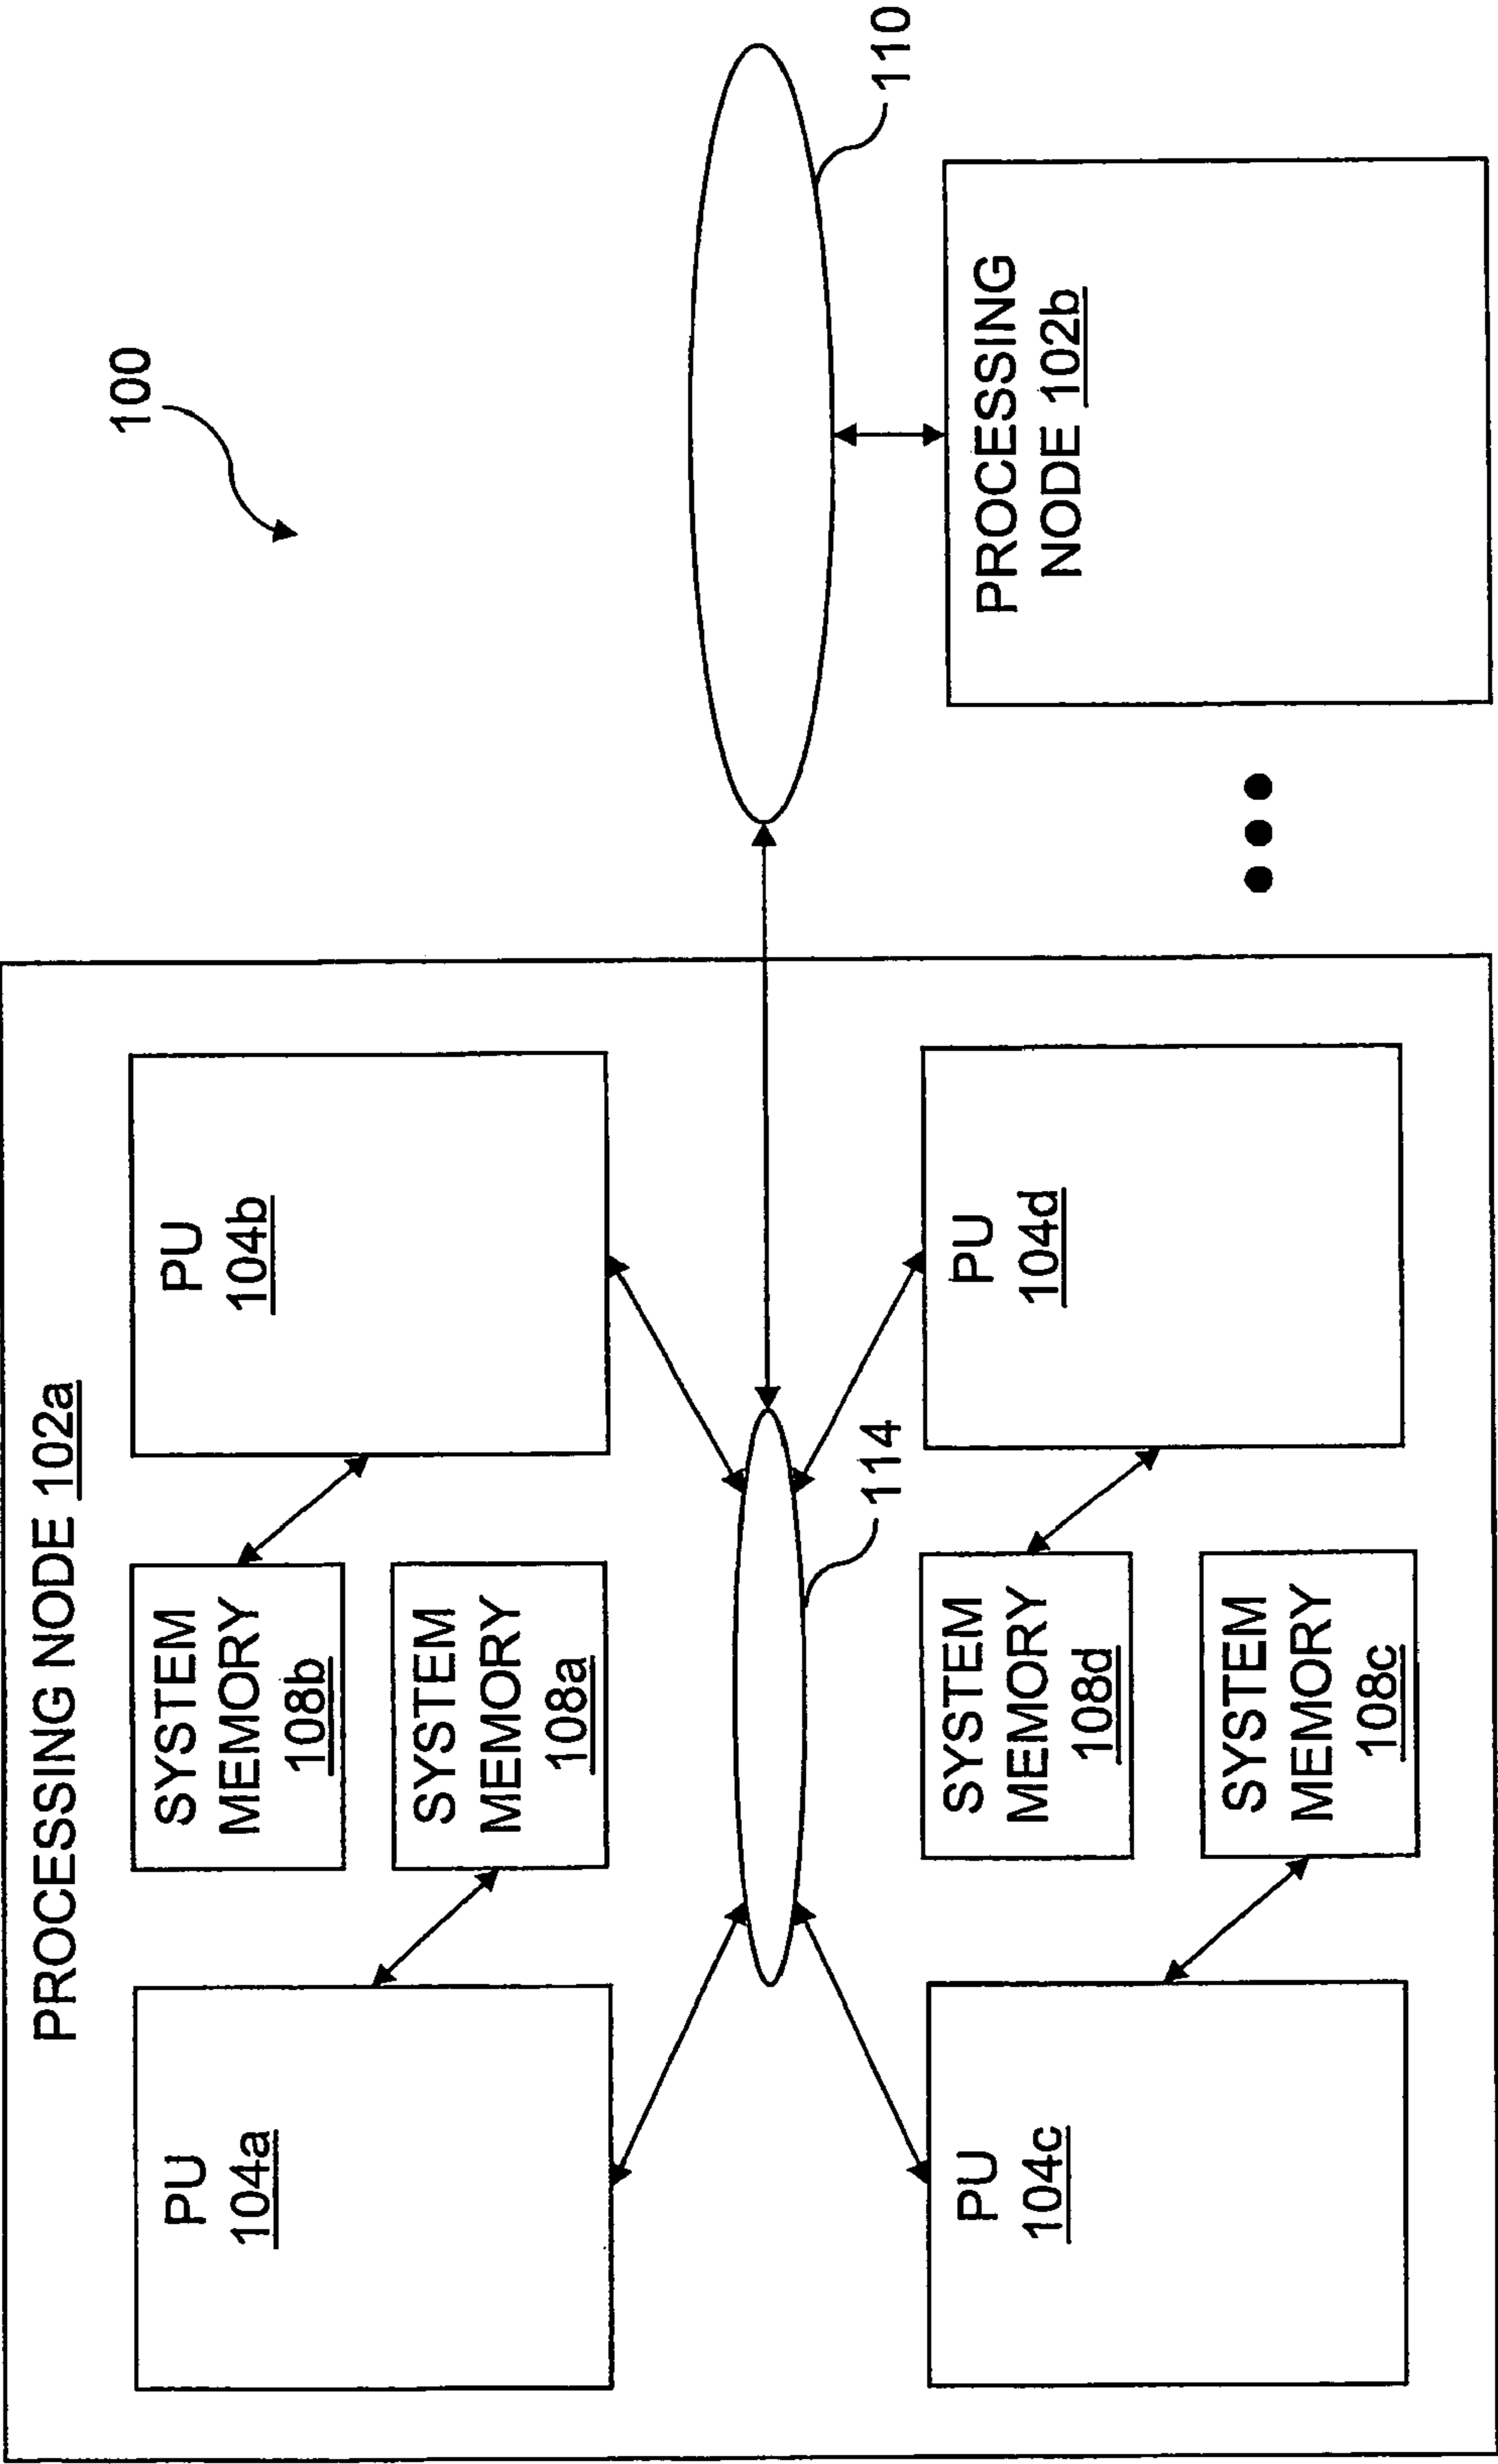 100
PROCESSING NODE 102a
PU
104a
SYSTEM
MEMORY
108b
SYSTEM
MEMORY
108a
PU
104b
114
110
PU
104c
SYSTEM
MEMORY
108d
SYSTEM
MEMORY
108c
PU
104d
PROCESSING
NODE 102b